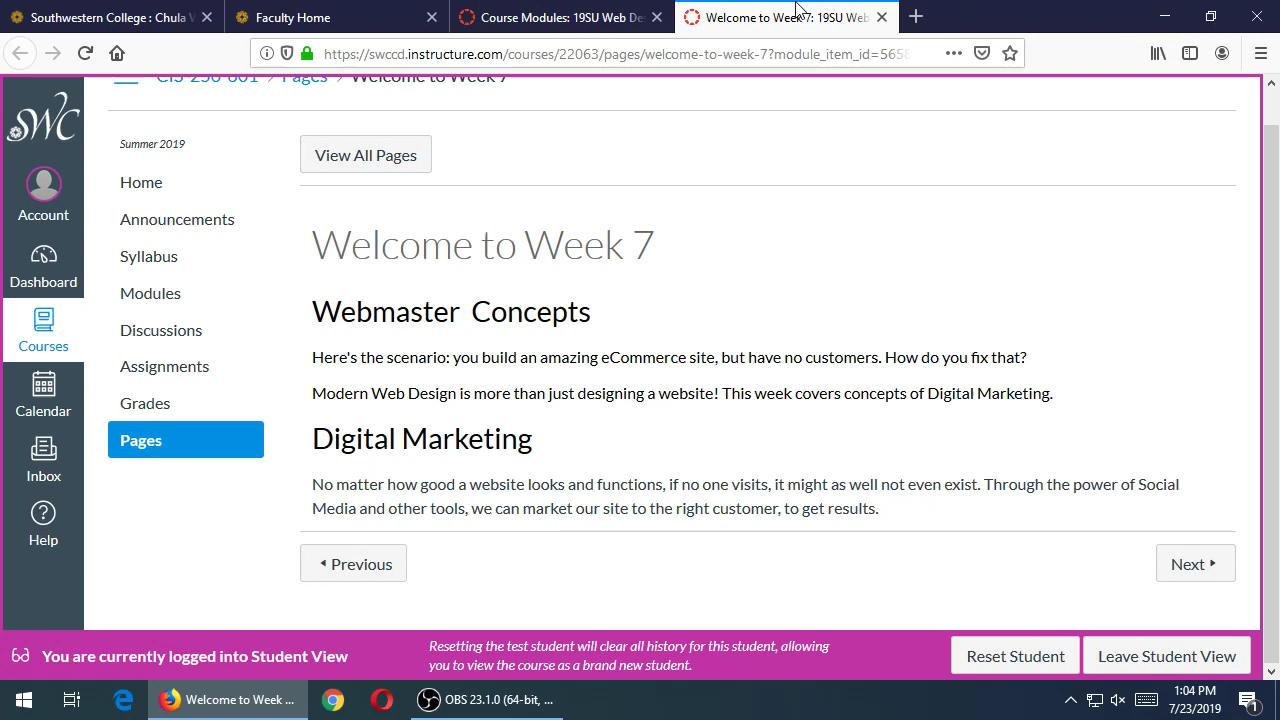 Southwestern College : Chula V
Faculty Home
Course Modules: 19SU Web De
Welcome to Week 7: 19SU Web
https://swccd.instructure.com/courses/22063/pages/welcome-to-week-7?module_item_id=5658
CIS-250-601 > Pages > Welcome to Week 7
SWC
Account
Dashboard
Courses
Calendar
Inbox
Help
Summer 2019
Home
Announcements
Syllabus
Modules
Discussions
Assignments
Grades
Pages
View All Pages
Welcome to Week 7
Webmaster Concepts
Here's the scenario: you build an amazing eCommerce site, but have no customers. How do you fix that?
Modern Web Design is more than just designing a website! This week covers concepts of Digital Marketing.
Digital Marketing
No matter how good a website looks and functions, if no one visits, it might as well not even exist. Through the power of Social
Media and other tools, we can market our site to the right customer, to get results.
Previous
Next
You are currently logged into Student View
Resetting the test student will clear all history for this student, allowing
you to view the course as a brand new student.
Reset Student
Leave Student View
Welcome to Week ...
OBS 23.1.0 (64-bit, ...
1:04 PM
7/23/2019
1